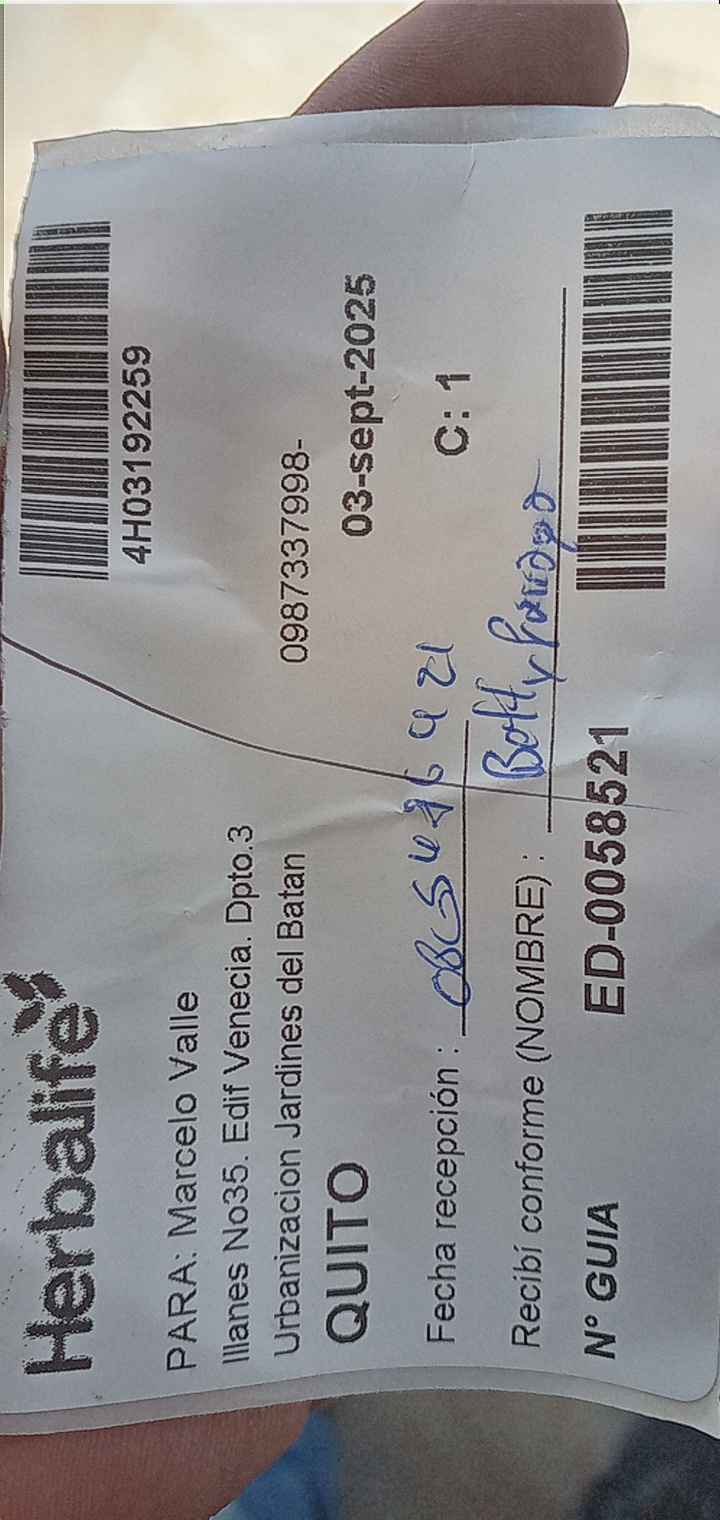 Herbalife
4H03192259
PARA: Marcelo Valle
Illanes No35. Edif Venecia. Dpto.3
Urbanizacion Jardines del Batan
0987337998-
QUITO
03-sept-2025
Fecha recepción :
C: 1
Recibí conforme (NOMBRE) : Betty
N° GUIA
ED-0058521